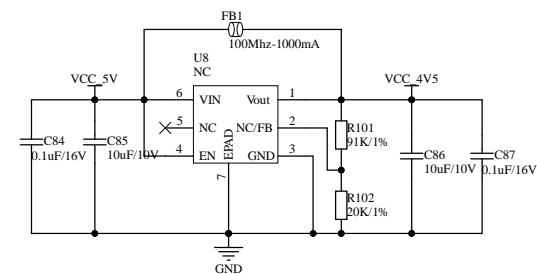 FB1
100Mhz-1000mA
U8
NC
VCC_5V
VCC_4V5
6 VIN Vout 1
5 NC NC/FB 2
4 EN EPAD GND 3
7
C84
0.1uF/16V
C85
10uF/10V
R101
91K/1%
R102
20K/1%
C86
10uF/10V
C87
0.1uF/16V
GND